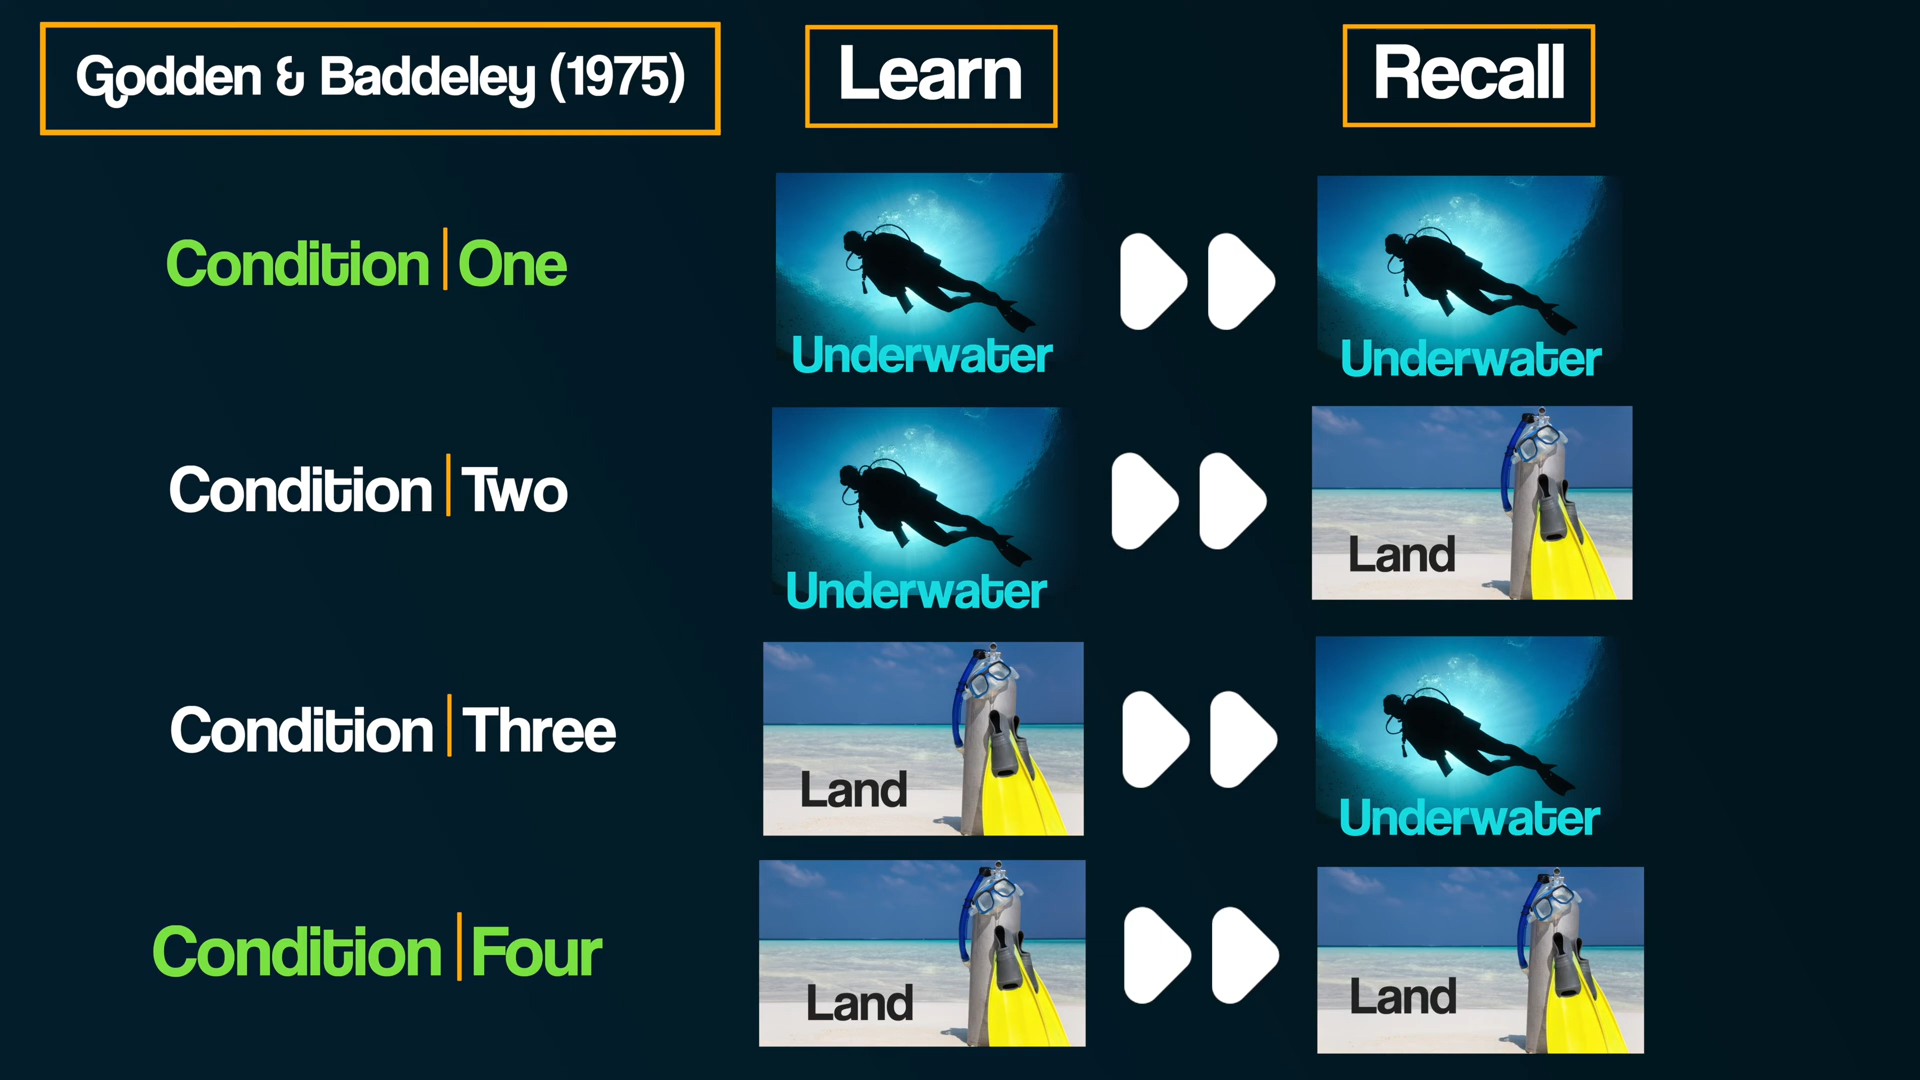 Godden & Baddeley (1975)
Learn
Recall
Condition | One
Underwater
Underwater
Condition | Two
Underwater
Land
Condition | Three
Land
Underwater
Condition | Four
Land
Land